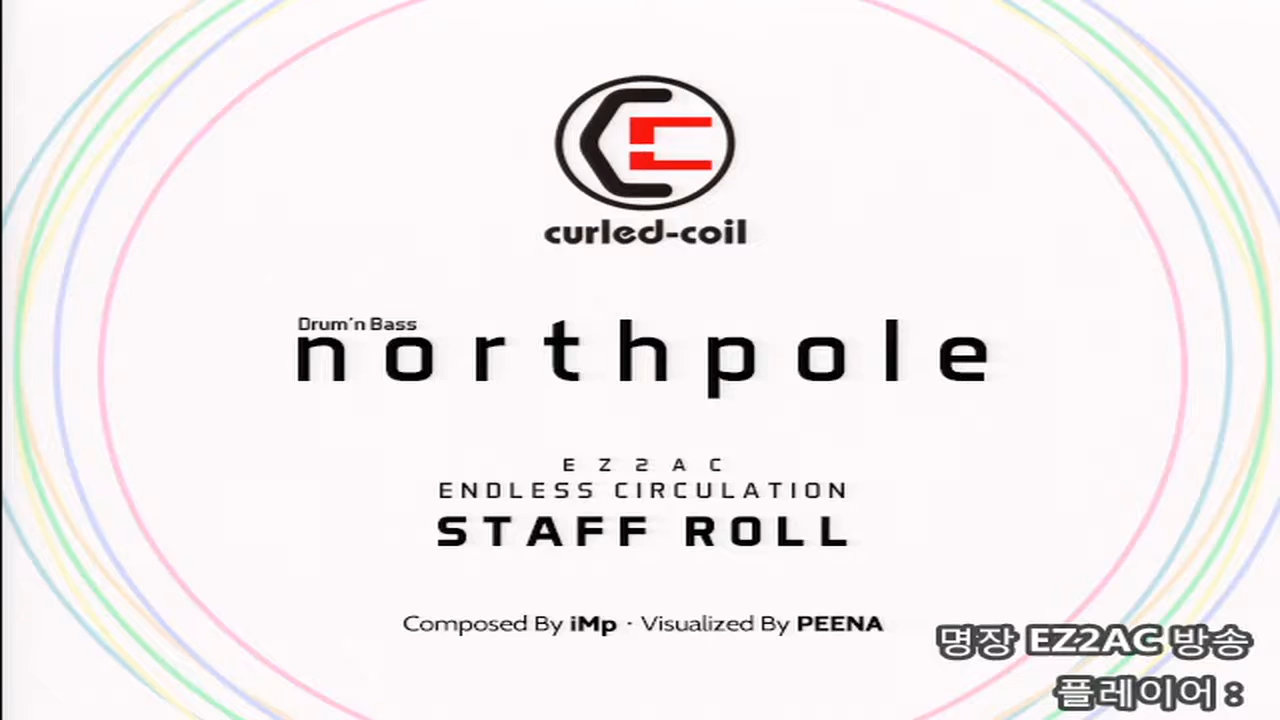 curled-coil
Drum'n Bass
northpole
EZ2AC
ENDLESS CIRCULATION
STAFF ROLL
Composed By iMp · Visualized By PEENA
명장 EZ2AC 방송
플레이어 :